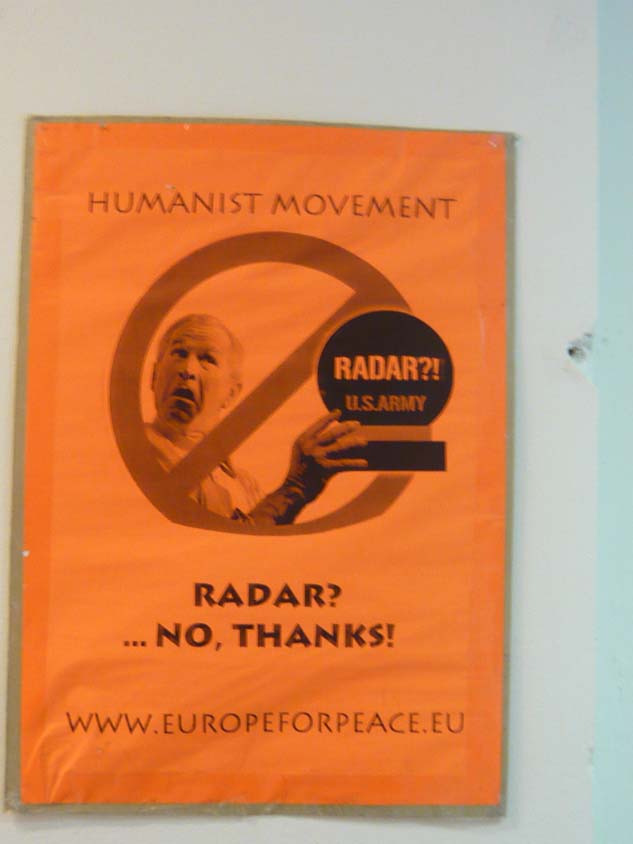 HUMANIST MOVEMENT
RADAR?!
U.S.ARMY
RADAR?
... NO, THANKS!
WWW.EUROPEFORPEACE.EU